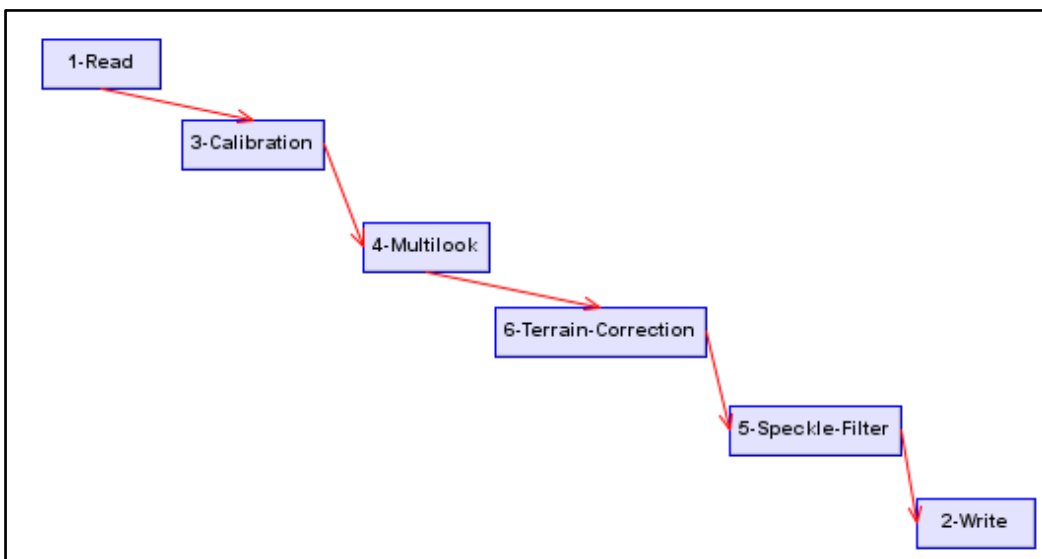 1-Read
3-Calibration
4-Multilook
6-Terrain-Correction
5-Speckle-Filter
2-Write